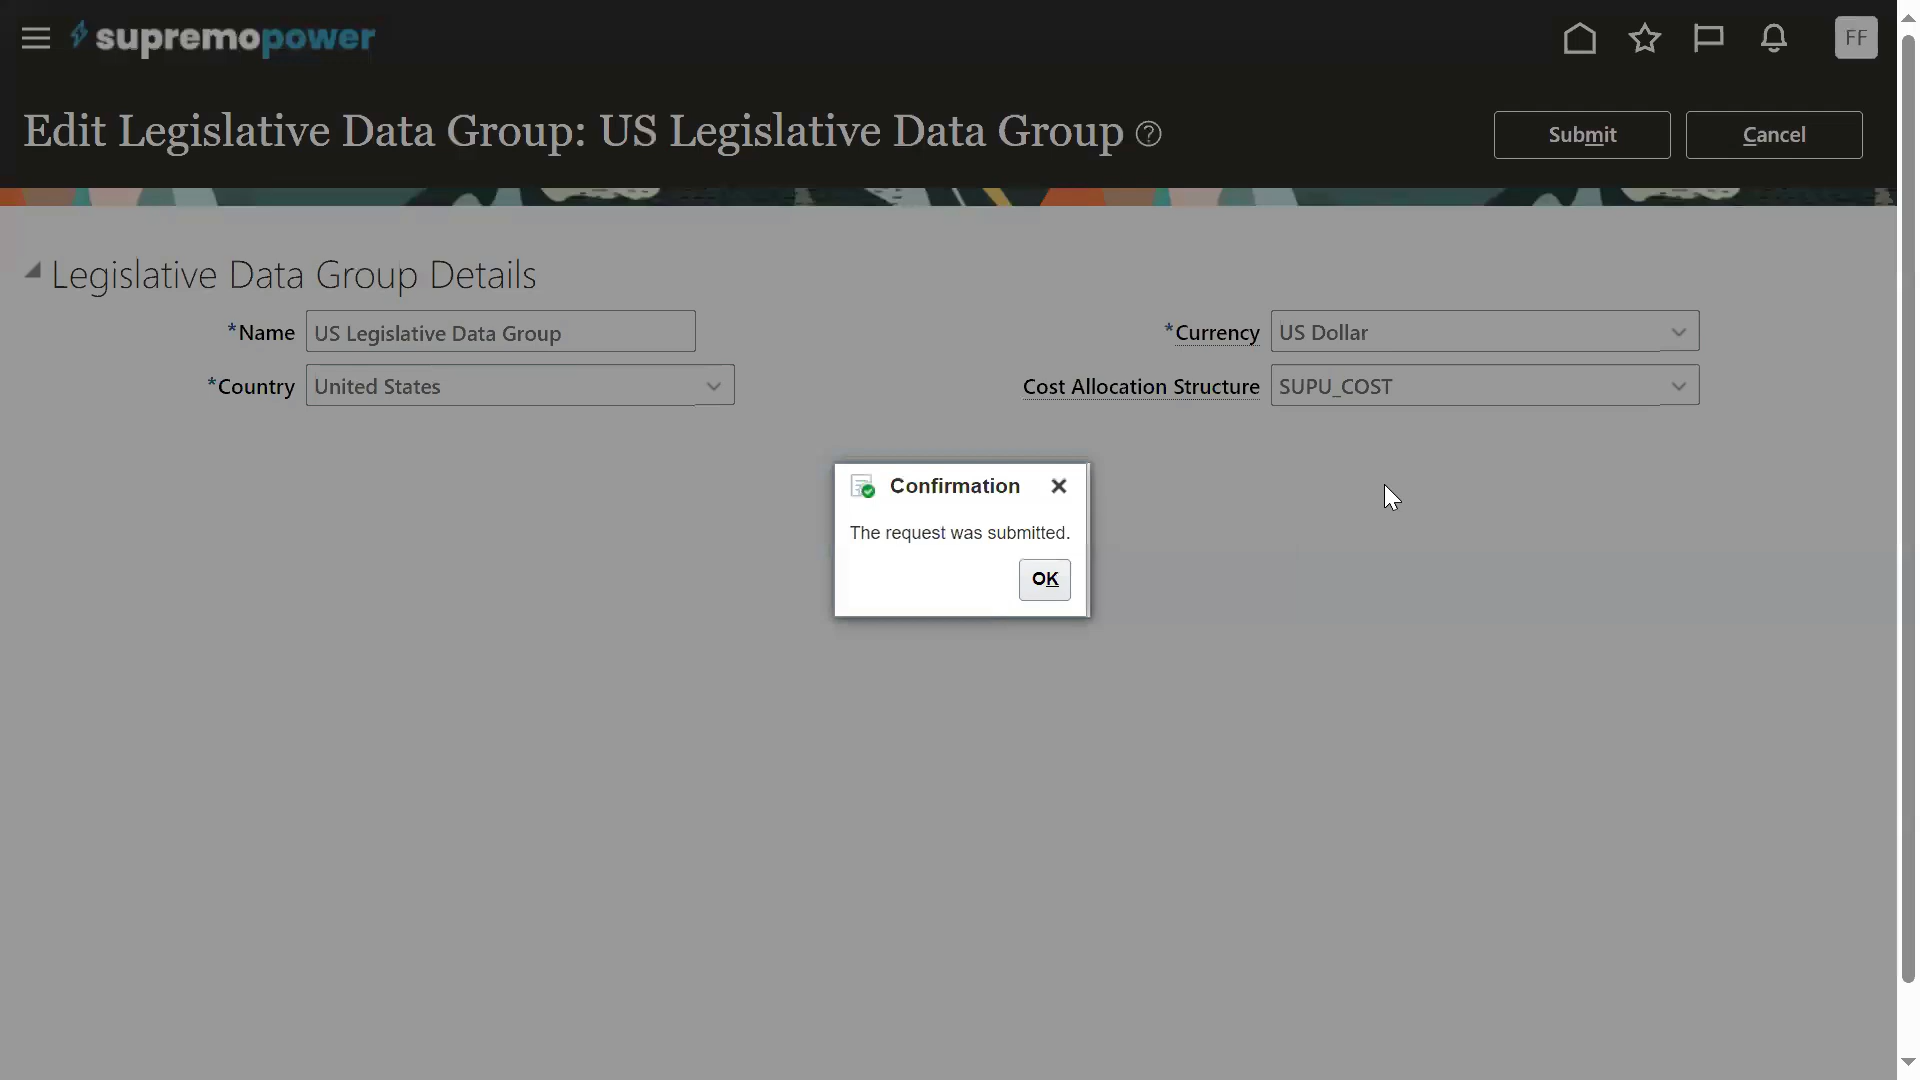 supremopower
FF
Edit Legislative Data Group: US Legislative Data Group ?
Submit
Cancel
Legislative Data Group Details
*Name US Legislative Data Group
*Currency US Dollar
*Country United States
Cost Allocation Structure SUPU_COST
Confirmation
The request was submitted.
OK